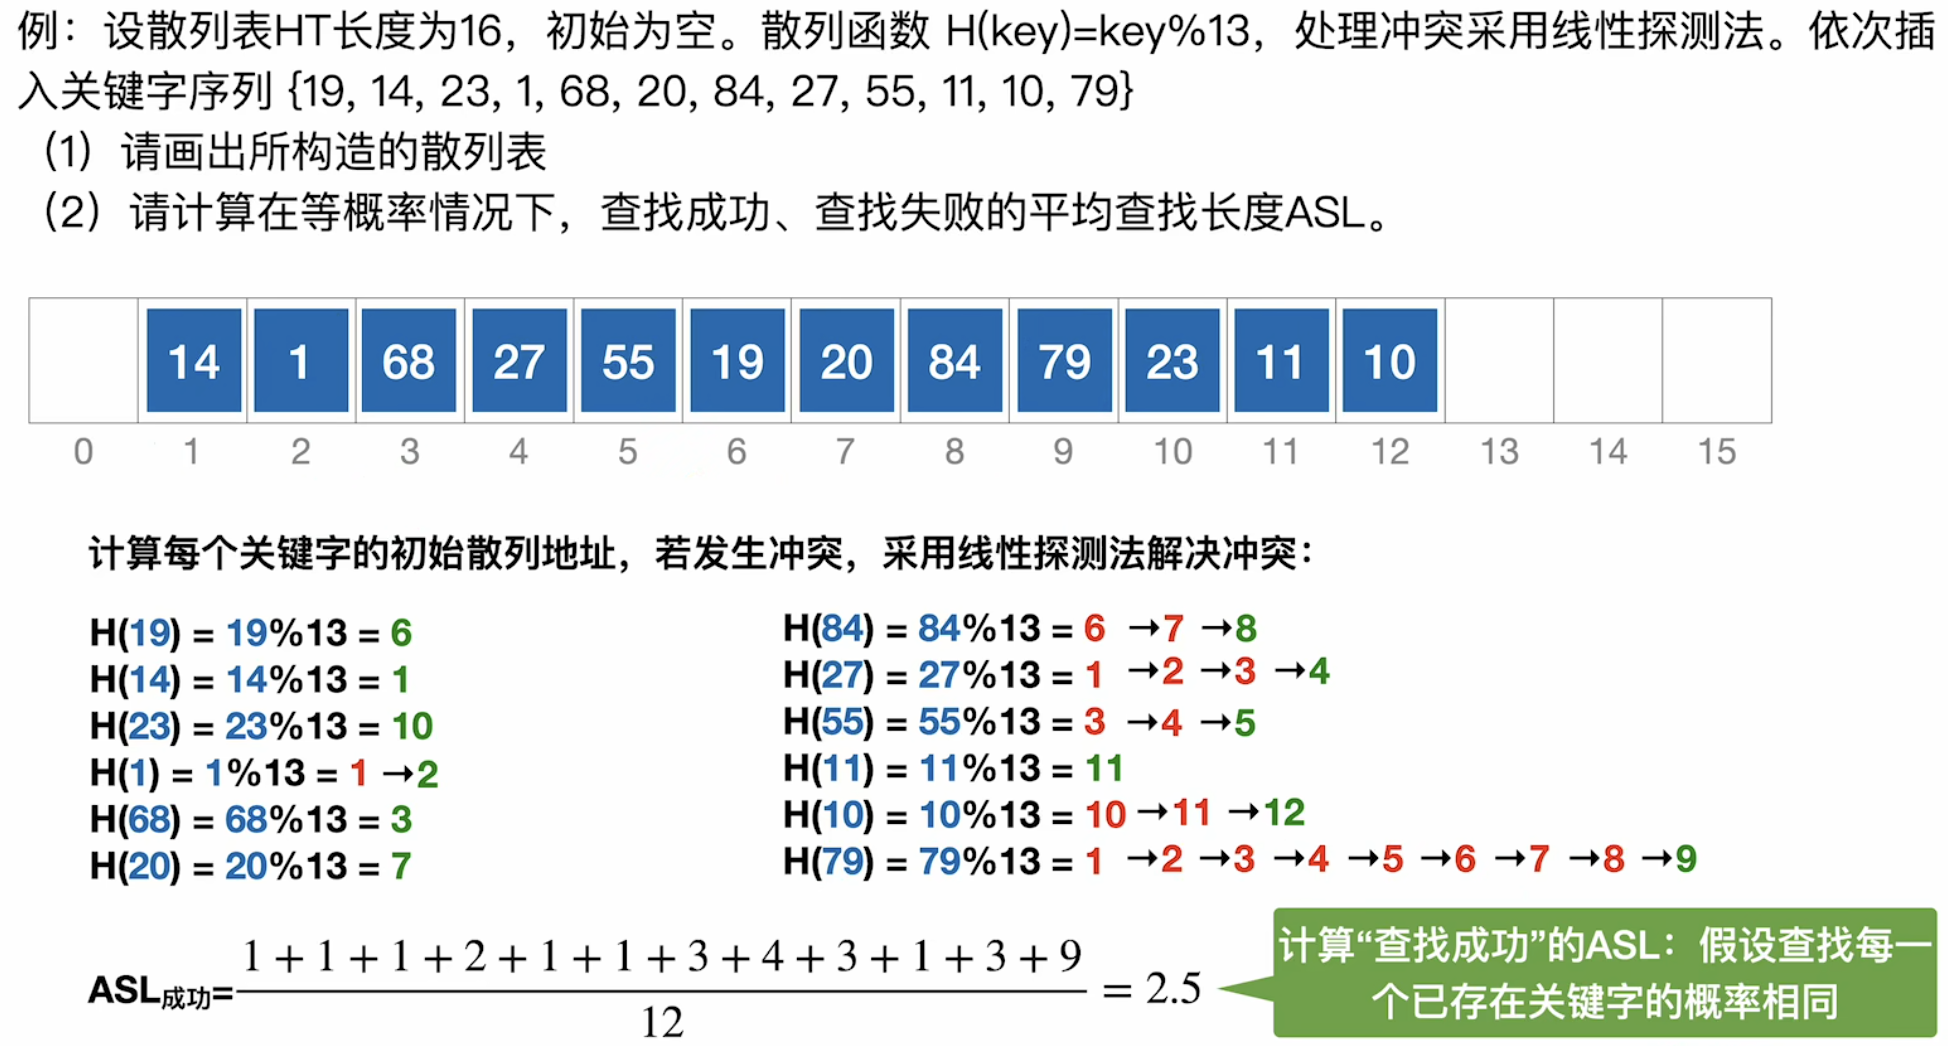 例：设散列表HT长度为16，初始为空。散列函数 H(key)=key%13，处理冲突采用线性探测法。依次插
入关键字序列 {19, 14, 23, 1, 68, 20, 84, 27, 55, 11, 10, 79}
（1）请画出所构造的散列表
（2）请计算在等概率情况下，查找成功、查找失败的平均查找长度ASL。
14 1 68 27 55 19 20 84 79 23 11 10
0 1 2 3 4 5 6 7 8 9 10 11 12 13 14 15
计算每个关键字的初始散列地址，若发生冲突，采用线性探测法解决冲突：
H(19) = 19%13 = 6
H(14) = 14%13 = 1
H(23) = 23%13 = 10
H(1) = 1%13 = 1 →2
H(68) = 68%13 = 3
H(20) = 20%13 = 7
H(84) = 84%13 = 6 →7 →8
H(27) = 27%13 = 1 →2 →3 →4
H(55) = 55%13 = 3 →4 →5
H(11) = 11%13 = 11
H(10) = 10%13 = 10 →11 →12
H(79) = 79%13 = 1 →2 →3 →4 →5 →6 →7 →8 →9
1 + 1 + 1 + 2 + 1 + 1 + 3 + 4 + 3 + 1 + 3 + 9
ASL成功= = 2.5
12
计算“查找成功”的ASL：假设查找每一
个已存在关键字的概率相同